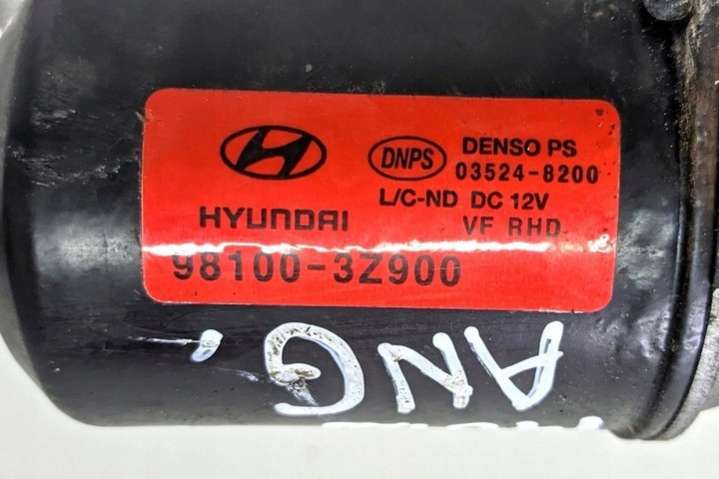 HYUNDAI
DNPS
DENSO PS
03524-8200
L/C-ND DC 12V
VF RHD
98100-3Z900
ANG.